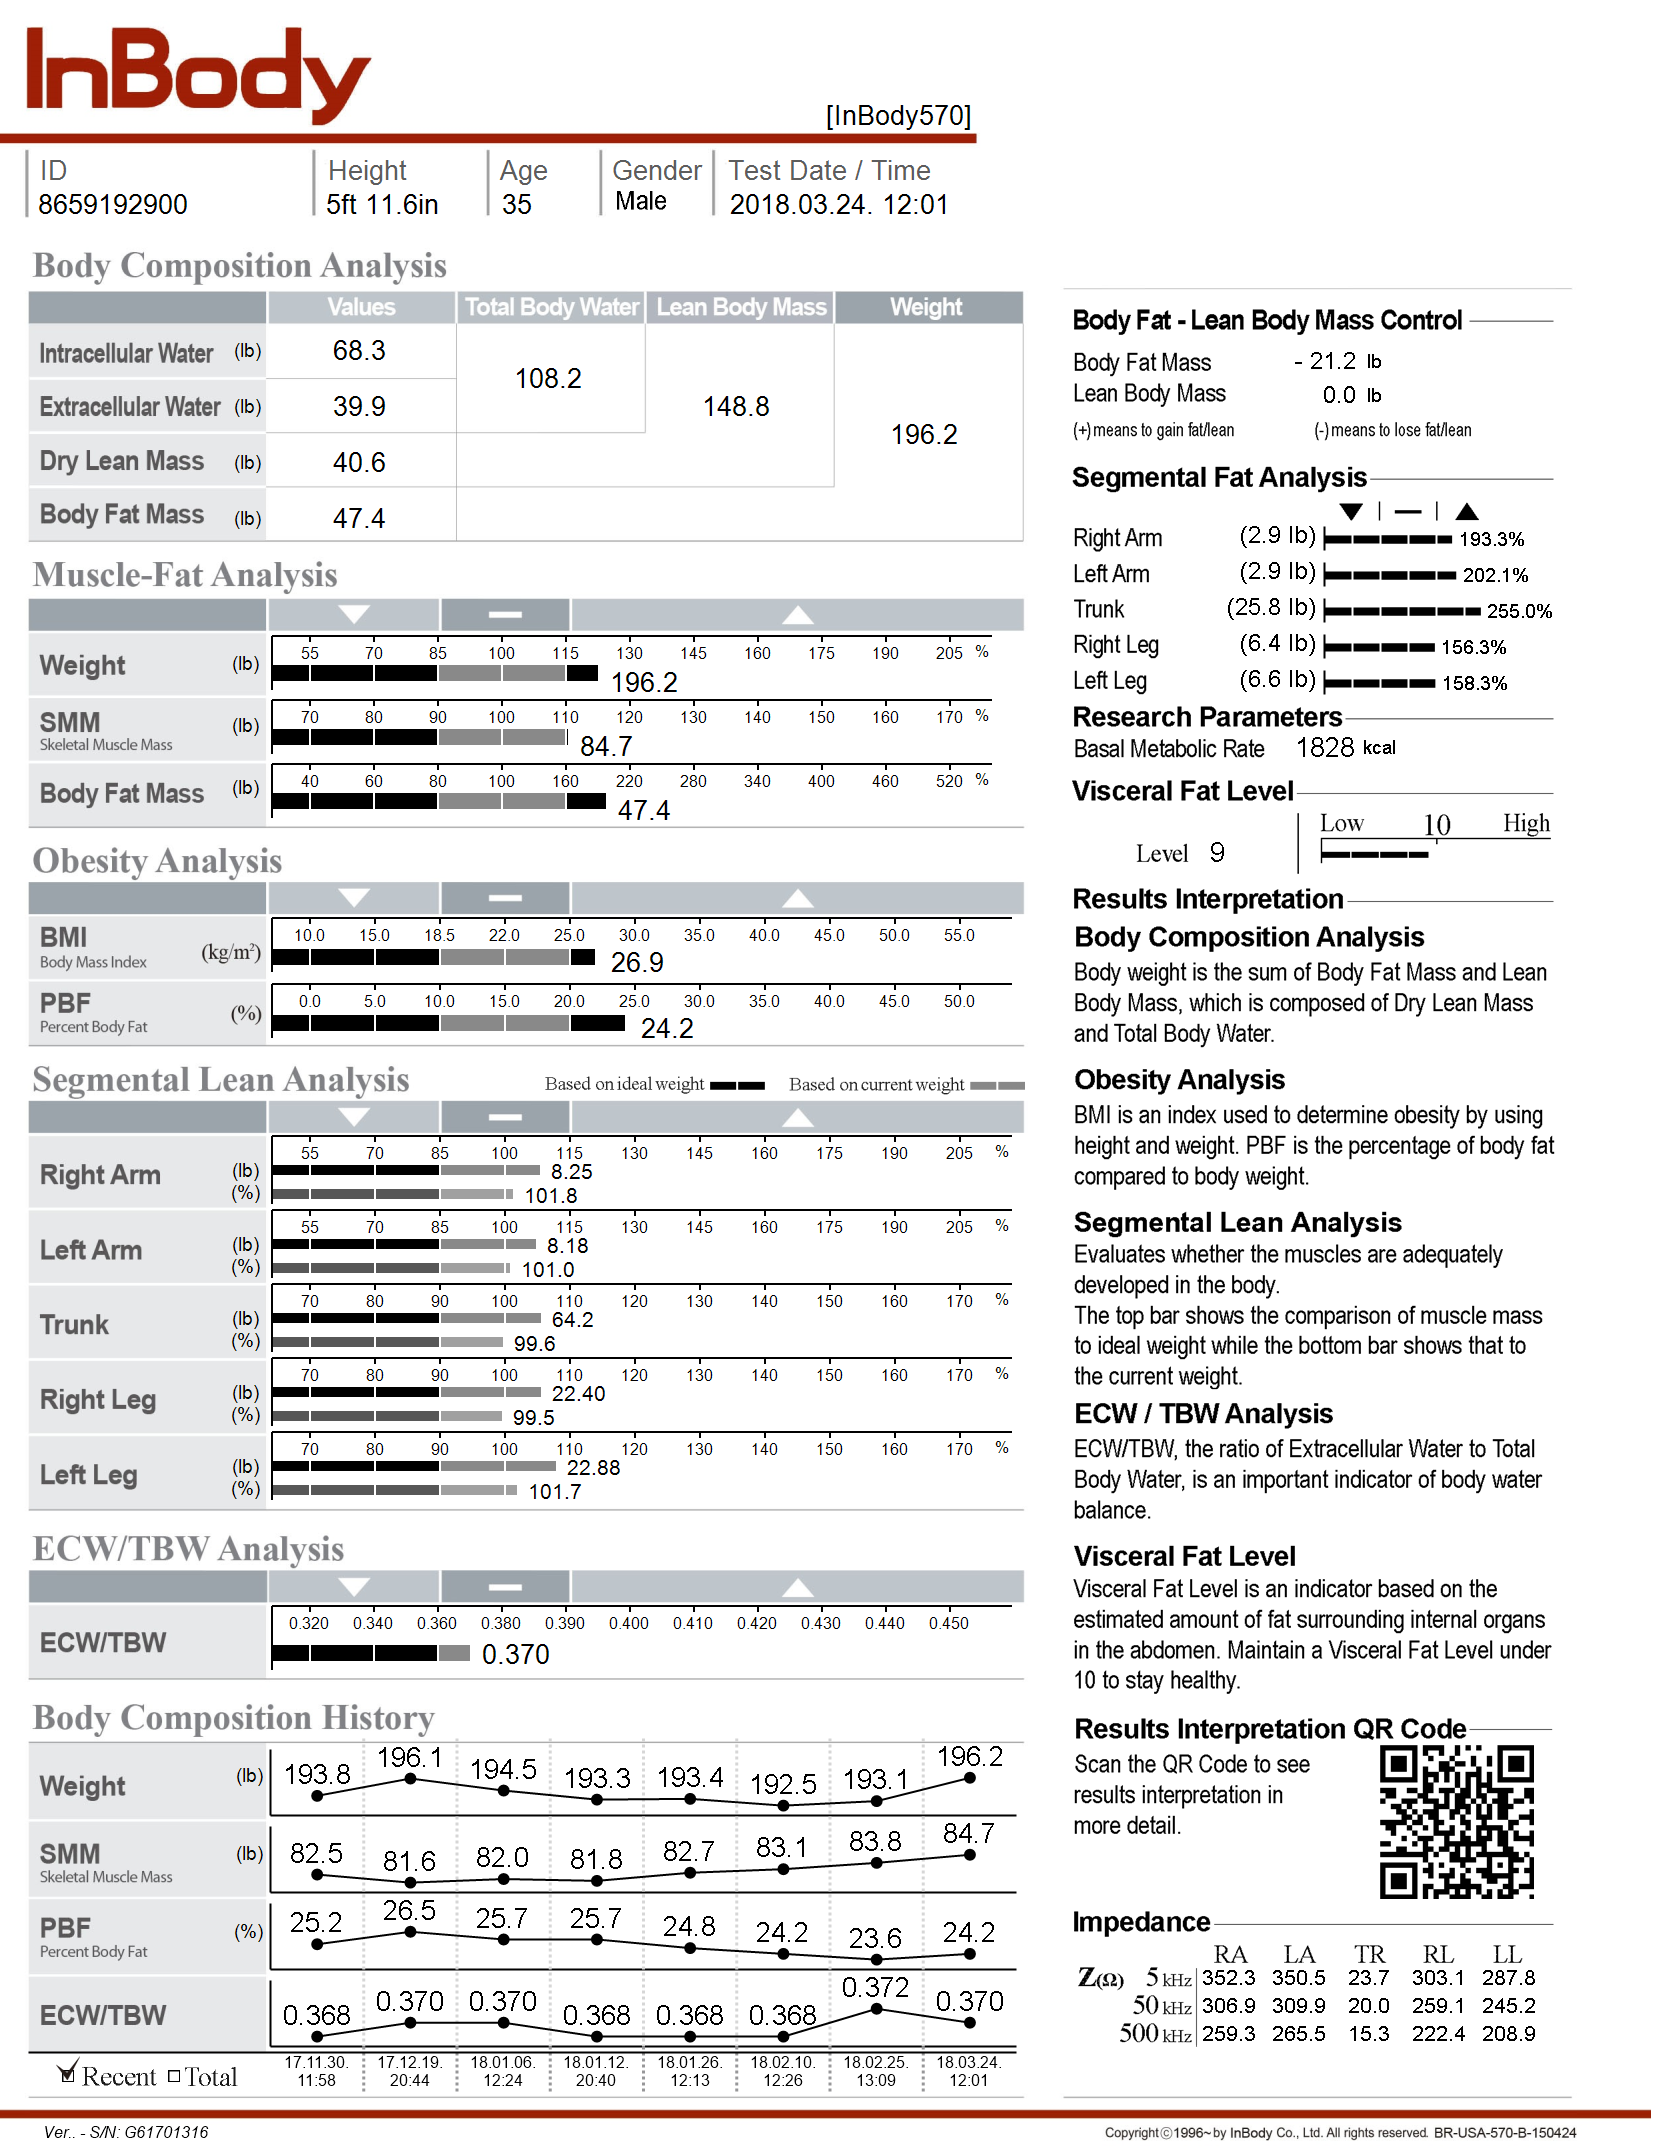 InBody
[InBody570]
ID Height Age Gender Test Date / Time
8659192900 5ft 11.6in 35 Male 2018.03.24. 12:01
Body Composition Analysis
Values Total Body Water Lean Body Mass Weight
Intracellular Water (lb) 68.3
108.2
Extracellular Water (lb) 39.9 148.8
196.2
Dry Lean Mass (lb) 40.6
Body Fat Mass (lb) 47.4
Muscle-Fat Analysis
55 70 85 100 115 130 145 160 175 190 205 %
Weight (lb) 196.2
70 80 90 100 110 120 130 140 150 160 170 %
SMM (lb)
Skeletal Muscle Mass 84.7
40 60 80 100 160 220 280 340 400 460 520 %
Body Fat Mass (lb) 47.4
Obesity Analysis
10.0 15.0 18.5 22.0 25.0 30.0 35.0 40.0 45.0 50.0 55.0
BMI (kg/m²)
Body Mass Index 26.9
0.0 5.0 10.0 15.0 20.0 25.0 30.0 35.0 40.0 45.0 50.0
PBF (%)
Percent Body Fat 24.2
Segmental Lean Analysis Based on ideal weight Based on current weight
55 70 85 100 115 130 145 160 175 190 205 %
Right Arm (lb) 8.25
(%) 101.8
55 70 85 100 115 130 145 160 175 190 205 %
Left Arm (lb) 8.18
(%) 101.0
70 80 90 100 110 120 130 140 150 160 170 %
Trunk (lb) 64.2
(%) 99.6
70 80 90 100 110 120 130 140 150 160 170 %
Right Leg (lb) 22.40
(%) 99.5
70 80 90 100 110 120 130 140 150 160 170 %
Left Leg (lb) 22.88
(%) 101.7
ECW/TBW Analysis
0.320 0.340 0.360 0.380 0.390 0.400 0.410 0.420 0.430 0.440 0.450
ECW/TBW 0.370
Body Composition History
Weight (lb) 193.8 196.1 194.5 193.3 193.4 192.5 193.1 196.2
SMM (lb) 82.5 81.6 82.0 81.8 82.7 83.1 83.8 84.7
Skeletal Muscle Mass
PBF (%) 25.2 26.5 25.7 25.7 24.8 24.2 23.6 24.2
Percent Body Fat
ECW/TBW 0.368 0.370 0.370 0.368 0.368 0.368 0.372 0.370
Recent Total
17.11.30. 17.12.19. 18.01.06. 18.01.12. 18.01.26. 18.02.10. 18.02.25. 18.03.24.
11:58 20:44 12:24 20:40 12:13 12:26 13:09 12:01
Body Fat - Lean Body Mass Control
Body Fat Mass - 21.2 lb
Lean Body Mass 0.0 lb
(+) means to gain fat/lean (-) means to lose fat/lean
Segmental Fat Analysis
Right Arm (2.9 lb) 193.3%
Left Arm (2.9 lb) 202.1%
Trunk (25.8 lb) 255.0%
Right Leg (6.4 lb) 156.3%
Left Leg (6.6 lb) 158.3%
Research Parameters
Basal Metabolic Rate 1828 kcal
Visceral Fat Level
Low 10 High
Level 9
Results Interpretation
Body Composition Analysis
Body weight is the sum of Body Fat Mass and Lean
Body Mass, which is composed of Dry Lean Mass
and Total Body Water.
Obesity Analysis
BMI is an index used to determine obesity by using
height and weight. PBF is the percentage of body fat
compared to body weight.
Segmental Lean Analysis
Evaluates whether the muscles are adequately
developed in the body.
The top bar shows the comparison of muscle mass
to ideal weight while the bottom bar shows that to
the current weight.
ECW / TBW Analysis
ECW/TBW, the ratio of Extracellular Water to Total
Body Water, is an important indicator of body water
balance.
Visceral Fat Level
Visceral Fat Level is an indicator based on the
estimated amount of fat surrounding internal organs
in the abdomen. Maintain a Visceral Fat Level under
10 to stay healthy.
Results Interpretation QR Code
Scan the QR Code to see
results interpretation in
more detail.
Impedance
RA LA TR RL LL
Z(Ω) 5 kHz 352.3 350.5 23.7 303.1 287.8
50 kHz 306.9 309.9 20.0 259.1 245.2
500 kHz 259.3 265.5 15.3 222.4 208.9
Ver.. - S/N: G61701316
Copyright©1996~ by InBody Co., Ltd. All rights reserved. BR-USA-570-B-150424